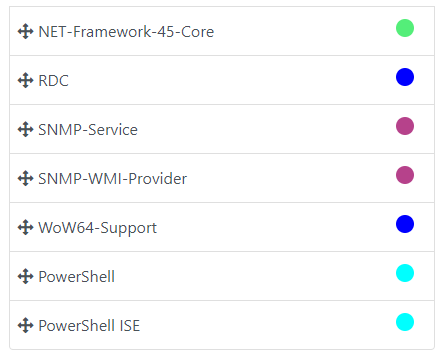 NET-Framework-45-Core
RDC
SNMP-Service
SNMP-WMI-Provider
WoW64-Support
PowerShell
PowerShell ISE